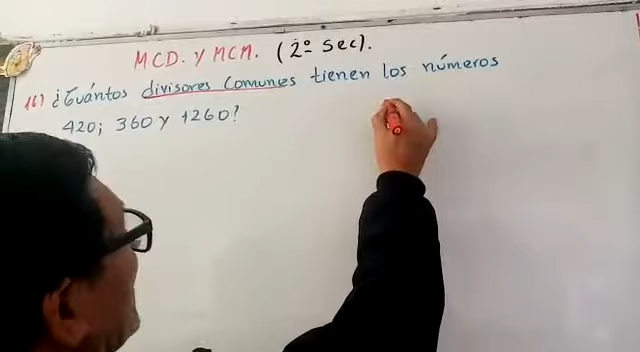 MCD. Y MCM. (2º Sec).
16) ¿Cuántos divisores Comunes tienen los números
420; 360 y 1260?